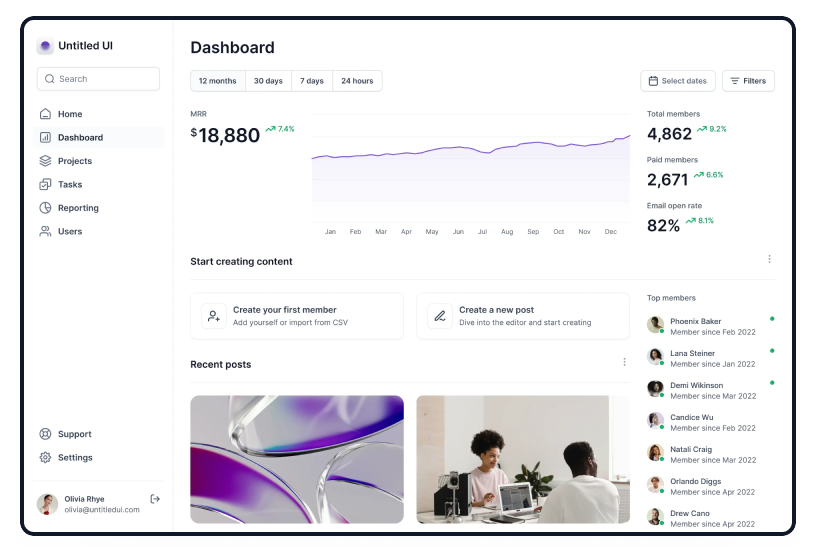 Untitled UI
Search
Home
Dashboard
Projects
Tasks
Reporting
Users
Support
Settings
Olivia Rhye
olivia@untitledui.com
Dashboard
12 months
30 days
7 days
24 hours
Select dates
Filters
MRR
$18,880 7.4%
Jan Feb Mar Apr May Jun Jul Aug Sep Oct Nov Dec
Total members
4,862 9.2%
Paid members
2,671 6.6%
Email open rate
82% 8.1%
Start creating content
Create your first member
Add yourself or import from CSV
Create a new post
Dive into the editor and start creating
Recent posts
Top members
Phoenix Baker
Member since Feb 2022
Lana Steiner
Member since Jan 2022
Demi Wikinson
Member since Mar 2022
Candice Wu
Member since Feb 2022
Natali Craig
Member since Mar 2022
Orlando Diggs
Member since Apr 2022
Drew Cano
Member since Apr 2022